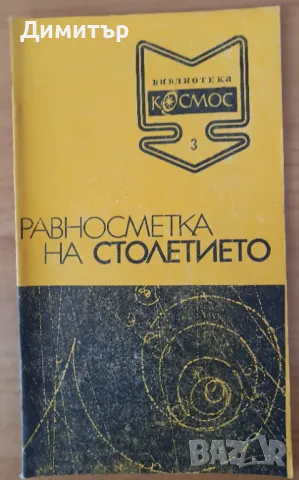 Димитър
БИБЛИОТЕКА
КОСМОС
3
РАВНОСМЕТКА
НА СТОЛЕТИЕТО
BAZAR